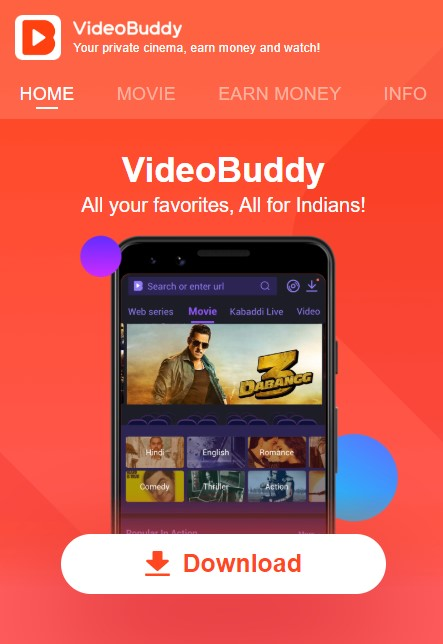 VideoBuddy
Your private cinema, earn money and watch!
HOME MOVIE EARN MONEY INFO
VideoBuddy
All your favorites, All for Indians!
Search or enter url
Web series Movie Kabaddi Live Video
3
DABANGG
Hindi English Romance
Comedy Thriller Action
Popular In Action
Download